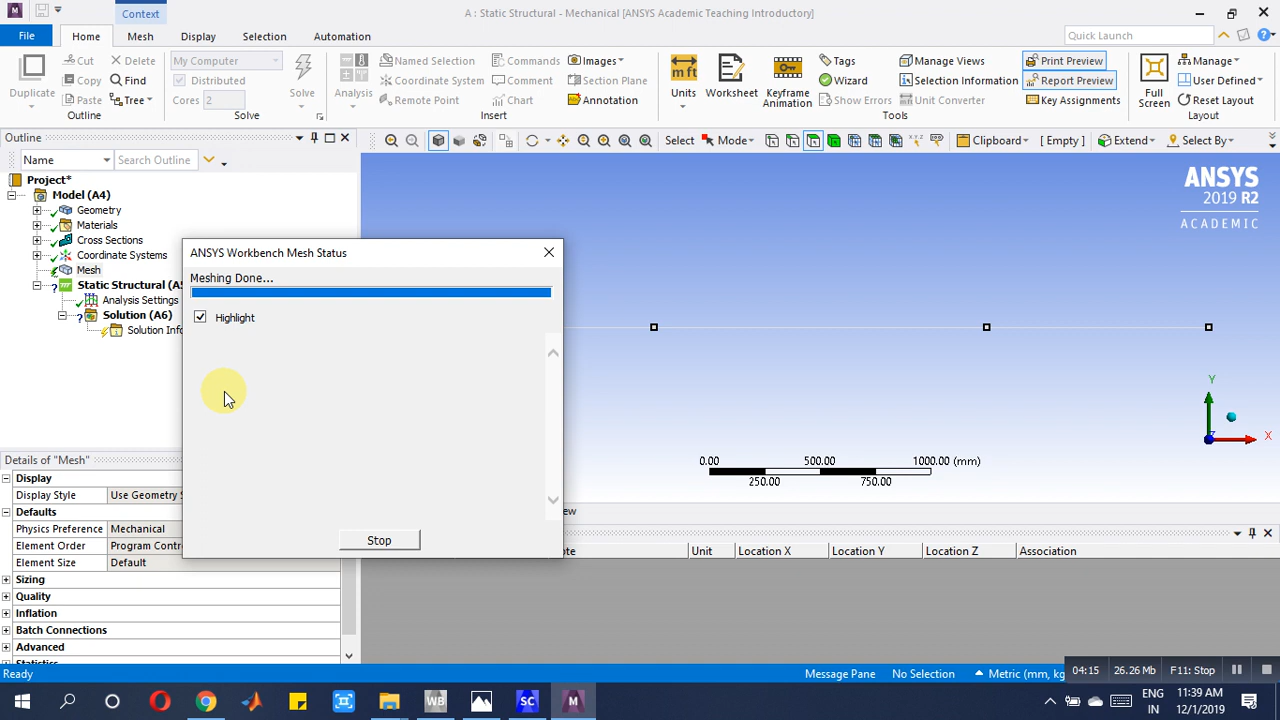 A : Static Structural - Mechanical [ANSYS Academic Teaching Introductory]
Context
File Home Mesh Display Selection Automation Quick Launch
Duplicate
Cut
Copy
Paste
Delete
Find
Tree
Outline
My Computer
Distributed
Cores 2
Solve
Solve
Analysis
Named Selection
Coordinate System
Remote Point
Commands
Comment
Chart
Images
Section Plane
Annotation
Insert
Units
Worksheet
Keyframe
Animation
Tags
Wizard
Show Errors
Manage Views
Selection Information
Unit Converter
Print Preview
Report Preview
Key Assignments
Tools
Full
Screen
Manage
User Defined
Reset Layout
Layout
Outline
Name Search Outline
Select Mode Clipboard [ Empty ] Extend Select By
Project*
Model (A4)
Geometry
Materials
Cross Sections
Coordinate Systems
Mesh
Static Structural (A5
Analysis Settings
Solution (A6)
Solution Info
ANSYS Workbench Mesh Status
Meshing Done...
Highlight
Stop
ANSYS
2019 R2
ACADEMIC
Y
X
Z
0.00 500.00 1000.00 (mm)
250.00 750.00
Details of "Mesh"
Display
Display Style Use Geometry S
Defaults
Physics Preference Mechanical
Element Order Program Contr
Element Size Default
Sizing
Quality
Inflation
Batch Connections
Advanced
Statistics
ew
ote Unit Location X Location Y Location Z Association
Ready Message Pane No Selection Metric (mm, kg
04:15 26.26 Mb F11: Stop
WB SC M
ENG
IN
11:39 AM
12/1/2019